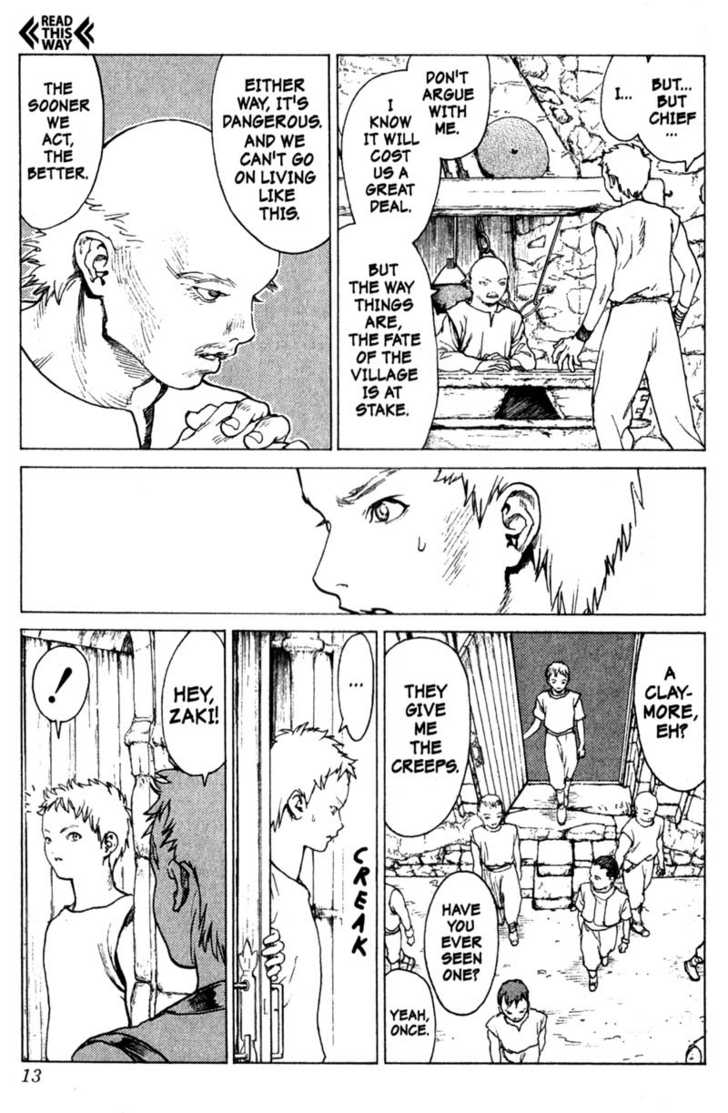 READ
THIS
WAY
BUT...
BUT
CHIEF
...
I...
DON'T
ARGUE
WITH
ME.
I
KNOW
IT WILL
COST
US A
GREAT
DEAL.
BUT
THE WAY
THINGS
ARE,
THE FATE
OF THE
VILLAGE
IS AT
STAKE.
EITHER
WAY, IT'S
DANGEROUS.
AND WE
CAN'T GO
ON LIVING
LIKE
THIS.
THE
SOONER
WE
ACT,
THE
BETTER.
A
CLAY-
MORE,
EH?
THEY
GIVE
ME
THE
CREEPS.
HAVE
YOU
EVER
SEEN
ONE?
YEAH,
ONCE.
...
CREAK
HEY,
ZAKI!
!
13